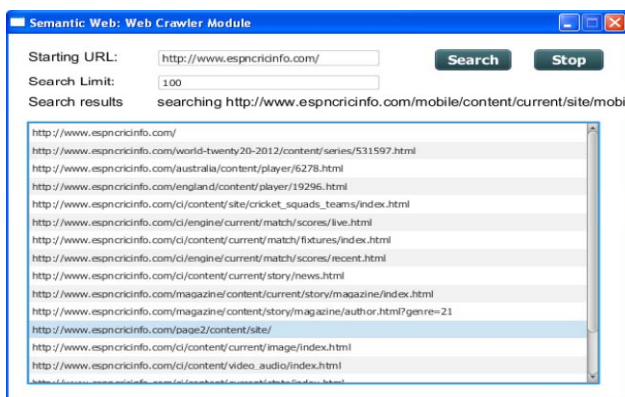 Semantic Web: Web Crawler Module
Starting URL: http://www.espncricinfo.com/ Search Stop
Search Limit: 100
Search results searching http://www.espncricinfo.com/mobile/content/current/site/mobi
http://www.espncricinfo.com/
http://www.espncricinfo.com/world-twenty20-2012/content/series/531597.html
http://www.espncricinfo.com/australia/content/player/6278.html
http://www.espncricinfo.com/england/content/player/19296.html
http://www.espncricinfo.com/ci/content/site/cricket_squads_teams/index.html
http://www.espncricinfo.com/ci/engine/current/match/scores/live.html
http://www.espncricinfo.com/ci/content/current/match/fixtures/index.html
http://www.espncricinfo.com/ci/engine/current/match/scores/recent.html
http://www.espncricinfo.com/ci/content/current/story/news.html
http://www.espncricinfo.com/magazine/content/current/story/magazine/index.html
http://www.espncricinfo.com/magazine/content/story/magazine/author.html?genre=21
http://www.espncricinfo.com/page2/content/site/
http://www.espncricinfo.com/ci/content/current/image/index.html
http://www.espncricinfo.com/ci/content/video_audio/index.html